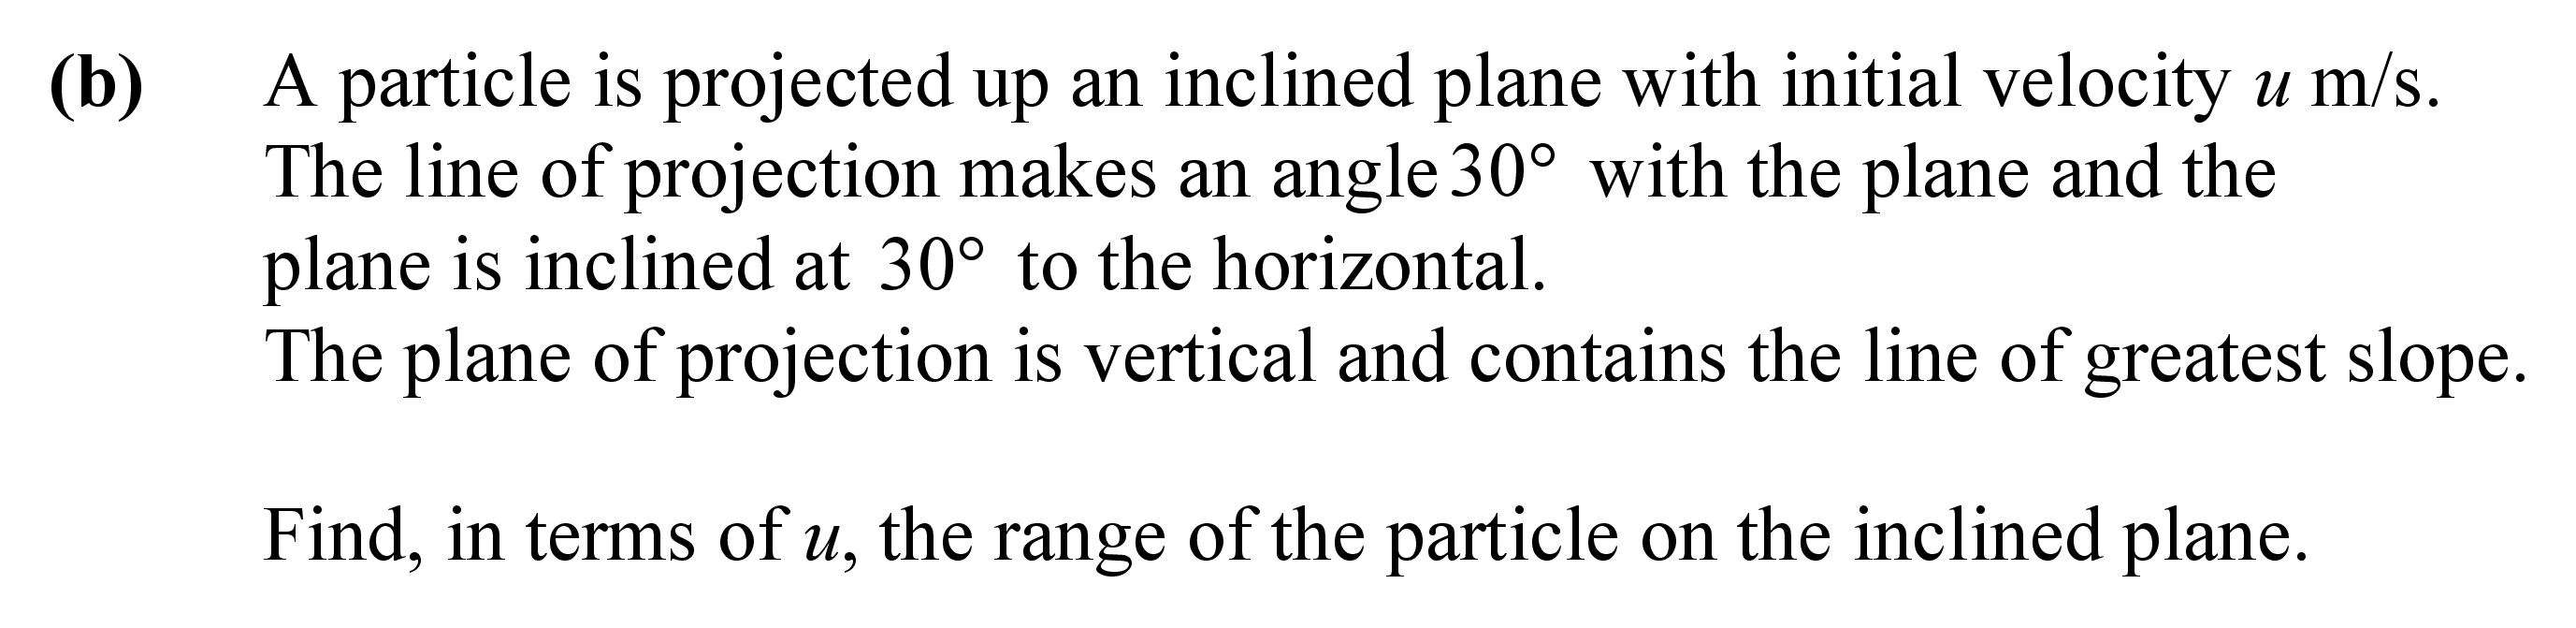 (b) A particle is projected up an inclined plane with initial velocity u m/s.
The line of projection makes an angle 30° with the plane and the
plane is inclined at 30° to the horizontal.
The plane of projection is vertical and contains the line of greatest slope.
Find, in terms of u, the range of the particle on the inclined plane.